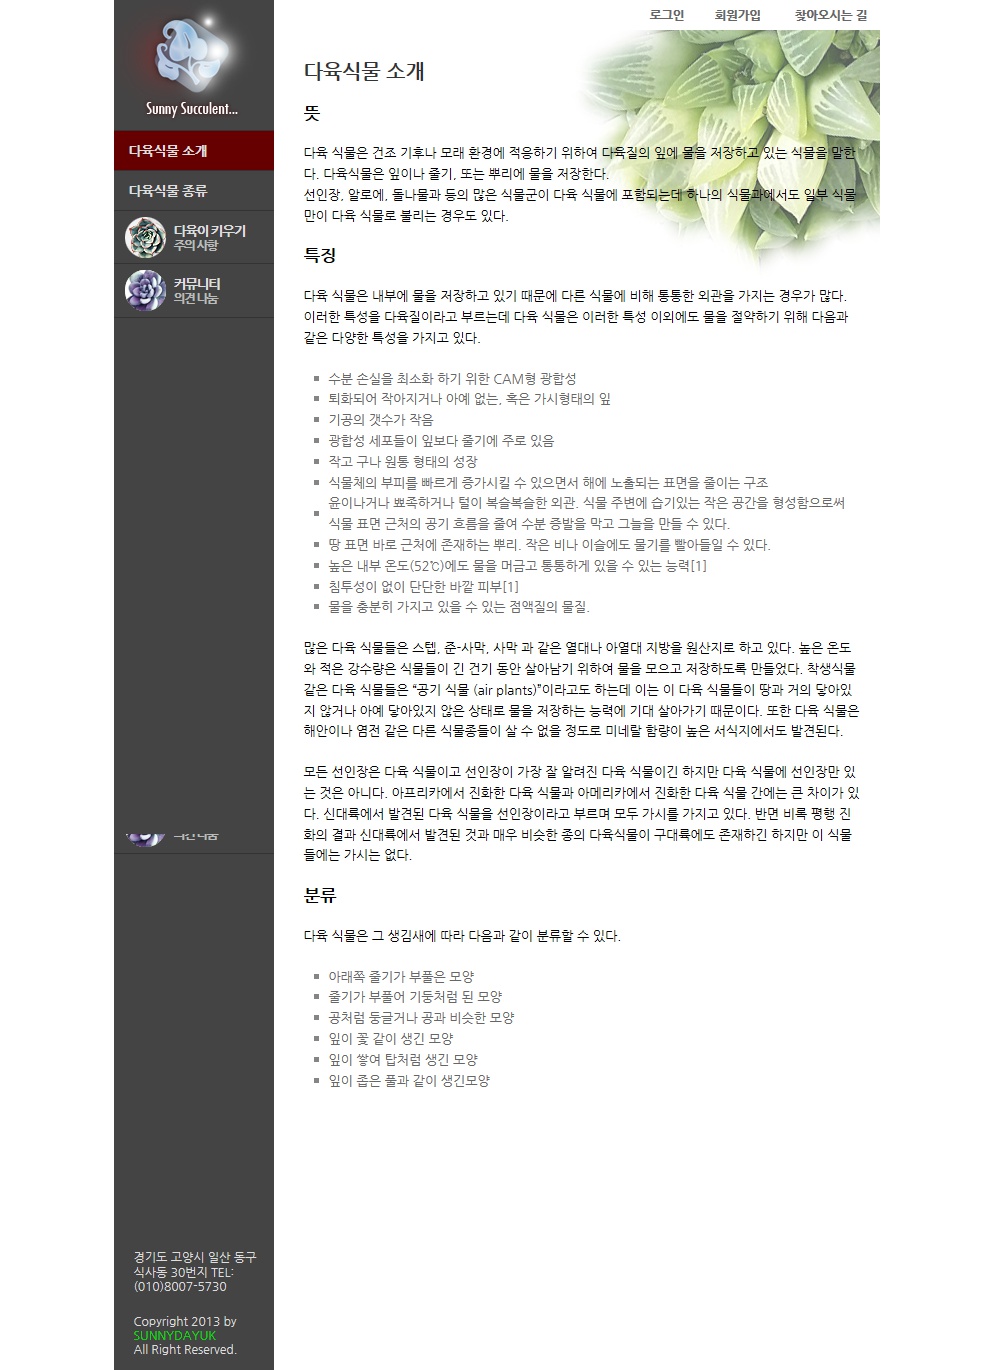 로그인 회원가입 찾아오시는 길
Sunny Succulent...
다육식물 소개
다육식물 종류
다육이 키우기
주의 사항
커뮤니티
의견 나눔
다육식물 소개
뜻
다육 식물은 건조 기후나 모래 환경에 적응하기 위하여 다육질의 잎에 물을 저장하고 있는 식물을 말한
다. 다육식물은 잎이나 줄기, 또는 뿌리에 물을 저장한다.
선인장, 알로에, 돌나물과 등의 많은 식물군이 다육 식물에 포함되는데 하나의 식물과에서도 일부 식물
만이 다육 식물로 불리는 경우도 있다.
특징
다육 식물은 내부에 물을 저장하고 있기 때문에 다른 식물에 비해 통통한 외관을 가지는 경우가 많다.
이러한 특성을 다육질이라고 부르는데 다육 식물은 이러한 특성 이외에도 물을 절약하기 위해 다음과
같은 다양한 특성을 가지고 있다.
수분 손실을 최소화 하기 위한 CAM형 광합성
퇴화되어 작아지거나 아예 없는, 혹은 가시형태의 잎
기공의 갯수가 작음
광합성 세포들이 잎보다 줄기에 주로 있음
작고 구나 원통 형태의 성장
식물체의 부피를 빠르게 증가시킬 수 있으면서 해에 노출되는 표면을 줄이는 구조
윤이나거나 뾰족하거나 털이 복슬복슬한 외관. 식물 주변에 습기있는 작은 공간을 형성함으로써
식물 표면 근처의 공기 흐름을 줄여 수분 증발을 막고 그늘을 만들 수 있다.
땅 표면 바로 근처에 존재하는 뿌리. 작은 비나 이슬에도 물기를 빨아들일 수 있다.
높은 내부 온도(52℃)에도 물을 머금고 통통하게 있을 수 있는 능력[1]
침투성이 없이 단단한 바깥 피부[1]
물을 충분히 가지고 있을 수 있는 점액질의 물질.
많은 다육 식물들은 스텝, 준-사막, 사막 과 같은 열대나 아열대 지방을 원산지로 하고 있다. 높은 온도
와 적은 강수량은 식물들이 긴 건기 동안 살아남기 위하여 물을 모으고 저장하도록 만들었다. 착생식물
같은 다육 식물들은 “공기 식물 (air plants)”이라고도 하는데 이는 이 다육 식물들이 땅과 거의 닿아있
지 않거나 아예 닿아있지 않은 상태로 물을 저장하는 능력에 기대 살아가기 때문이다. 또한 다육 식물은
해안이나 염전 같은 다른 식물종들이 살 수 없을 정도로 미네랄 함량이 높은 서식지에서도 발견된다.
모든 선인장은 다육 식물이고 선인장이 가장 잘 알려진 다육 식물이긴 하지만 다육 식물에 선인장만 있
는 것은 아니다. 아프리카에서 진화한 다육 식물과 아메리카에서 진화한 다육 식물 간에는 큰 차이가 있
다. 신대륙에서 발견된 다육 식물을 선인장이라고 부르며 모두 가시를 가지고 있다. 반면 비록 평행 진
화의 결과 신대륙에서 발견된 것과 매우 비슷한 종의 다육식물이 구대륙에도 존재하긴 하지만 이 식물
들에는 가시는 없다.
분류
다육 식물은 그 생김새에 따라 다음과 같이 분류할 수 있다.
아래쪽 줄기가 부풀은 모양
줄기가 부풀어 기둥처럼 된 모양
공처럼 둥글거나 공과 비슷한 모양
잎이 꽃 같이 생긴 모양
잎이 쌓여 탑처럼 생긴 모양
잎이 좁은 풀과 같이 생긴모양
경기도 고양시 일산 동구
식사동 30번지 TEL:
(010)8007-5730
Copyright 2013 by
SUNNYDAYUK
All Right Reserved.